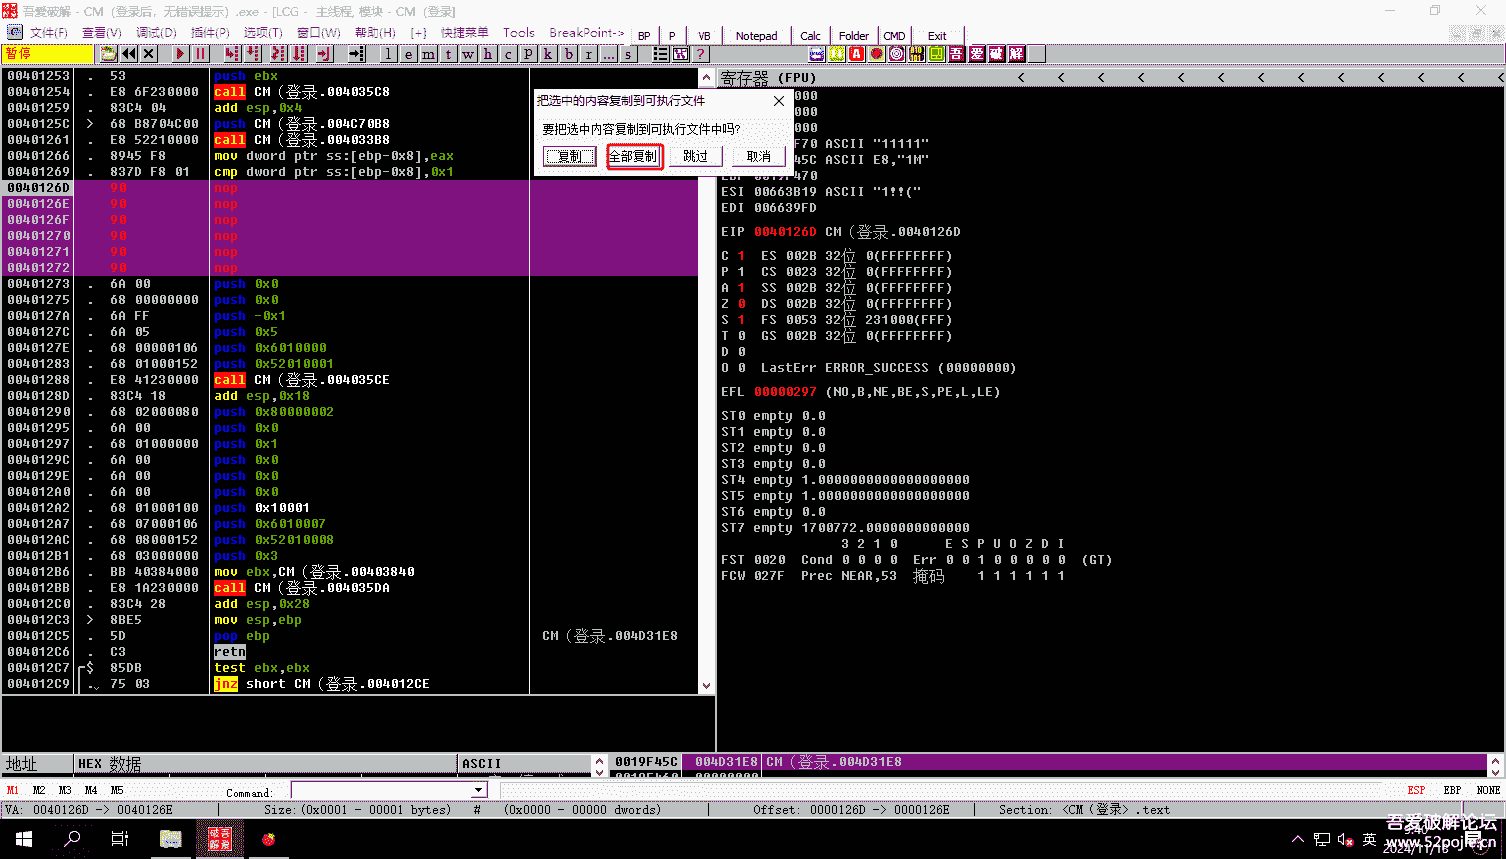 吾爱破解 - CM（登录后，无错误提示）.exe - [LCG - 主线程, 模块 - CM（登录]
文件(F) 查看(V) 调试(D) 插件(P) 选项(T) 窗口(W) 帮助(H) [+] 快捷菜单 Tools BreakPoint-> BP P VB Notepad Calc Folder CMD Exit
暂停 l e m t w h c P k b r ... s ? 吾 爱 破 解
寄存器 (FPU) < < < < < < < < < < < < <
00401253 . 53 push ebx
00401254 . E8 6F230000 call CM（登录.004035C8
00401259 . 83C4 04 add esp,0x4
0040125C > 68 B8704C00 push CM（登录.004C70B8
00401261 . E8 52210000 call CM（登录.004033B8
00401266 . 8945 F8 mov dword ptr ss:[ebp-0x8],eax
00401269 . 837D F8 01 cmp dword ptr ss:[ebp-0x8],0x1
0040126D 90 nop
0040126E 90 nop
0040126F 90 nop
00401270 90 nop
00401271 90 nop
00401272 90 nop
00401273 . 6A 00 push 0x0
00401275 . 68 00000000 push 0x0
0040127A . 6A FF push -0x1
0040127C . 6A 05 push 0x5
0040127E . 68 00000106 push 0x6010000
00401283 . 68 01000152 push 0x52010001
00401288 . E8 41230000 call CM（登录.004035CE
0040128D . 83C4 18 add esp,0x18
00401290 . 68 02000080 push 0x80000002
00401295 . 6A 00 push 0x0
00401297 . 68 01000000 push 0x1
0040129C . 6A 00 push 0x0
0040129E . 6A 00 push 0x0
004012A0 . 6A 00 push 0x0
004012A2 . 68 01000100 push 0x10001
004012A7 . 68 07000106 push 0x6010007
004012AC . 68 08000152 push 0x52010008
004012B1 . 68 03000000 push 0x3
004012B6 . BB 40384000 mov ebx,CM（登录.00403840
004012BB . E8 1A230000 call CM（登录.004035DA
004012C0 . 83C4 28 add esp,0x28
004012C3 > 8BE5 mov esp,ebp
004012C5 . 5D pop ebp CM（登录.004D31E8
004012C6 . C3 retn
004012C7 $ 85DB test ebx,ebx
004012C9 . 75 03 jnz short CM（登录.004012CE
把选中的内容复制到可执行文件
要把选中内容复制到可执行文件中吗?
复制 全部复制 跳过 取消
000
000
000
F70 ASCII "11111"
45C ASCII E8,"1M"
470
ESI 00663B19 ASCII "1!!("
EDI 006639FD
EIP 0040126D CM（登录.0040126D
C 1 ES 002B 32位 0(FFFFFFFF)
P 1 CS 0023 32位 0(FFFFFFFF)
A 1 SS 002B 32位 0(FFFFFFFF)
Z 0 DS 002B 32位 0(FFFFFFFF)
S 1 FS 0053 32位 231000(FFF)
T 0 GS 002B 32位 0(FFFFFFFF)
D 0
O 0 LastErr ERROR_SUCCESS (00000000)
EFL 00000297 (NO,B,NE,BE,S,PE,L,LE)
ST0 empty 0.0
ST1 empty 0.0
ST2 empty 0.0
ST3 empty 0.0
ST4 empty 1.0000000000000000000
ST5 empty 1.0000000000000000000
ST6 empty 0.0
ST7 empty 1700772.0000000000000
3 2 1 0 E S P U O Z D I
FST 0020 Cond 0 0 0 0 Err 0 0 1 0 0 0 0 0 (GT)
FCW 027F Prec NEAR,53 掩码 1 1 1 1 1 1
地址 HEX 数据 ASCII
0019F45C 004D31E8 CM（登录.004D31E8
M1 M2 M3 M4 M5 Command: ESP EBP NONE
VA: 0040126D -> 0040126E Size: (0x0001 - 00001 bytes) # (0x0000 - 00000 dwords) Offset: 0000126D -> 0000126E Section: <CM（登录> .text
英 9:40
2024/11/16
吾爱破解论坛
www.52pojie.cn